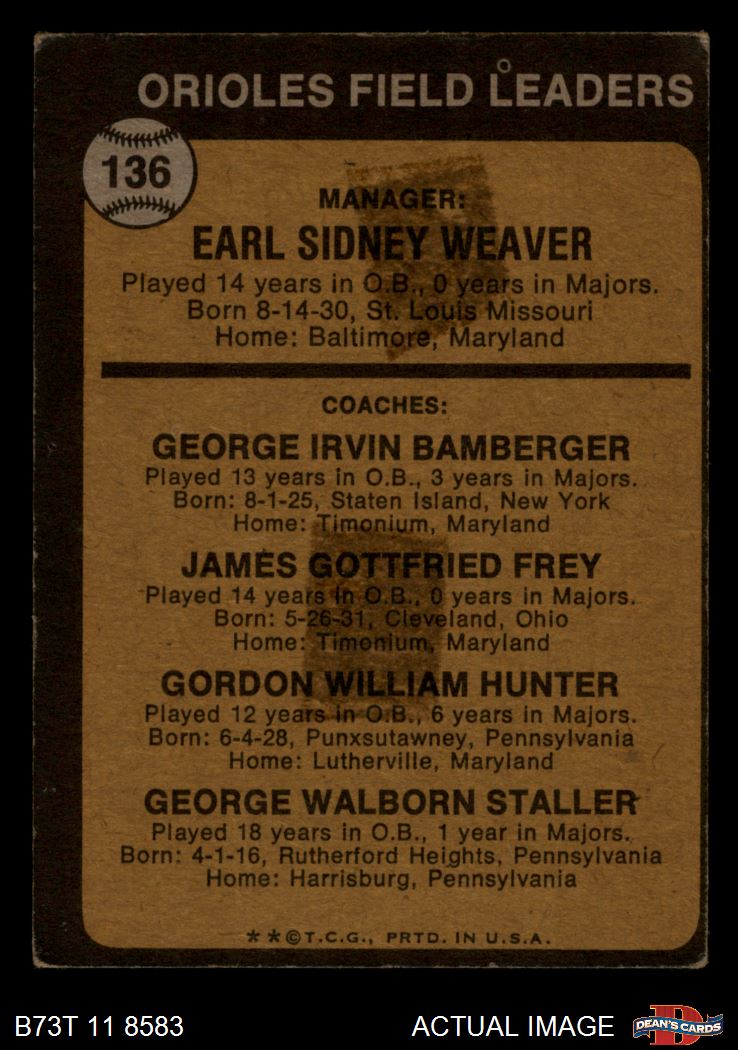 ORIOLES FIELD LEADERS
136
MANAGER:
EARL SIDNEY WEAVER
Played 14 years in O.B., 0 years in Majors.
Born 8-14-30, St. Louis Missouri
Home: Baltimore, Maryland
COACHES:
GEORGE IRVIN BAMBERGER
Played 13 years in O.B., 3 years in Majors.
Born: 8-1-25, Staten Island, New York
Home: Timonium, Maryland
JAMES GOTTFRIED FREY
Played 14 years in O.B., 0 years in Majors.
Born: 5-26-31, Cleveland, Ohio
Home: Timonium, Maryland
GORDON WILLIAM HUNTER
Played 12 years in O.B., 6 years in Majors.
Born: 6-4-28, Punxsutawney, Pennsylvania
Home: Lutherville, Maryland
GEORGE WALBORN STALLER
Played 18 years in O.B., 1 year in Majors.
Born: 4-1-16, Rutherford Heights, Pennsylvania
Home: Harrisburg, Pennsylvania
**©T.C.G., PRTD. IN U.S.A.
B73T 11 8583
ACTUAL IMAGE
D
DEAN'S CARDS